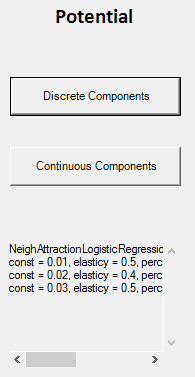 Potential
Discrete Components
Continuous Components
NeighAttractionLogisticRegressic
const = 0.01, elasticy = 0.5, perc
const = 0.02, elasticy = 0.4, perc
const = 0.03, elasticy = 0.5, perc